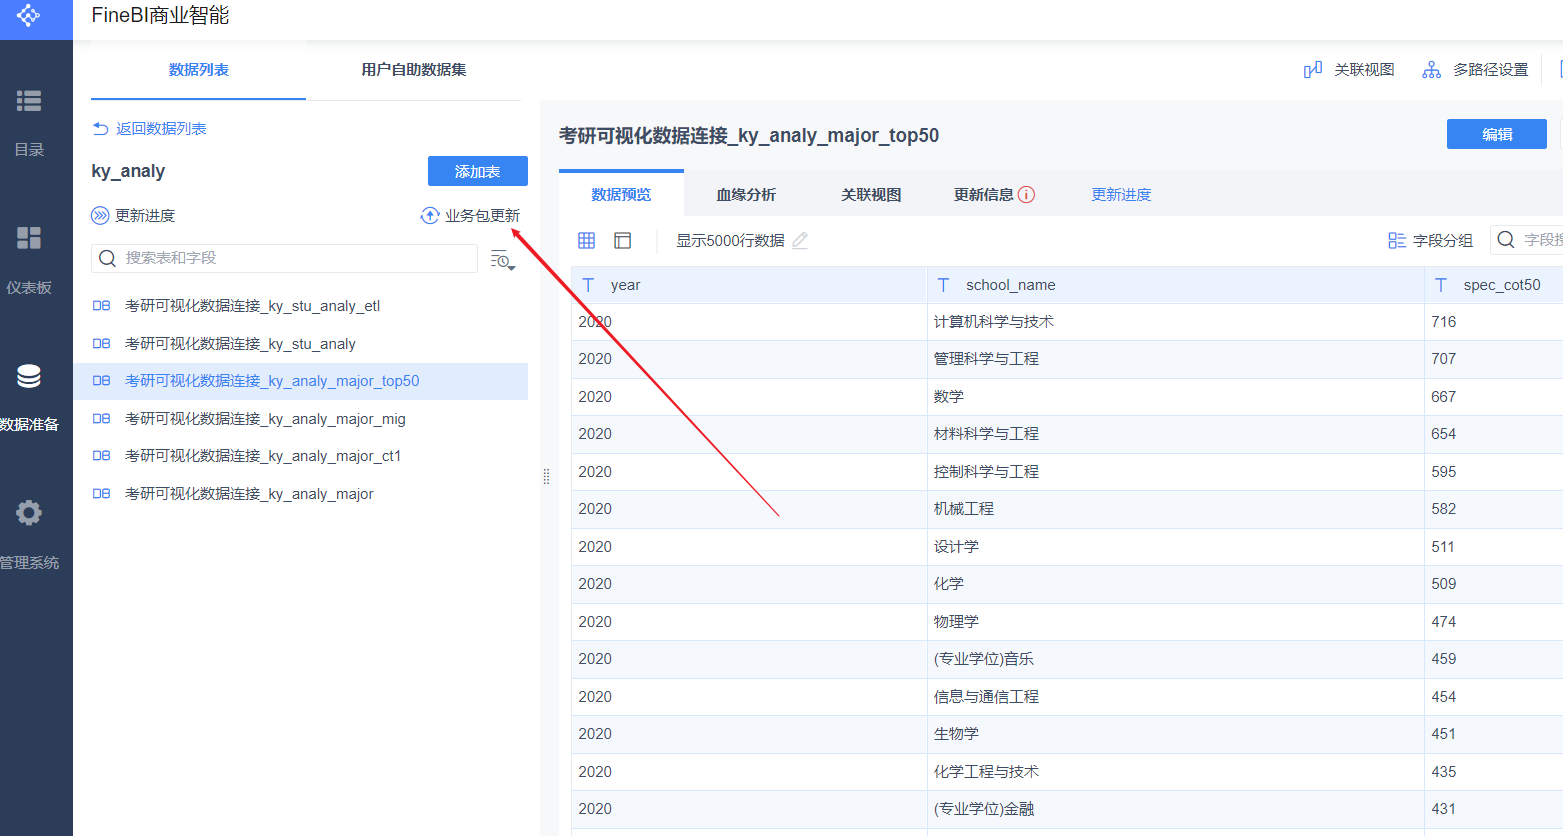 FineBI商业智能
目录
仪表板
数据准备
管理系统
数据列表 用户自助数据集
关联视图 多路径设置
返回数据列表
ky_analy 添加表
更新进度 业务包更新
搜索表和字段
DB 考研可视化数据连接_ky_stu_analy_etl
DB 考研可视化数据连接_ky_stu_analy
DB 考研可视化数据连接_ky_analy_major_top50
DB 考研可视化数据连接_ky_analy_major_mig
DB 考研可视化数据连接_ky_analy_major_ct1
DB 考研可视化数据连接_ky_analy_major
考研可视化数据连接_ky_analy_major_top50 编辑
数据预览 血缘分析 关联视图 更新信息 更新进度
显示5000行数据 字段分组 字段
T year T school_name T spec_cot50
2020 计算机科学与技术 716
2020 管理科学与工程 707
2020 数学 667
2020 材料科学与工程 654
2020 控制科学与工程 595
2020 机械工程 582
2020 设计学 511
2020 化学 509
2020 物理学 474
2020 (专业学位)音乐 459
2020 信息与通信工程 454
2020 生物学 451
2020 化学工程与技术 435
2020 (专业学位)金融 431